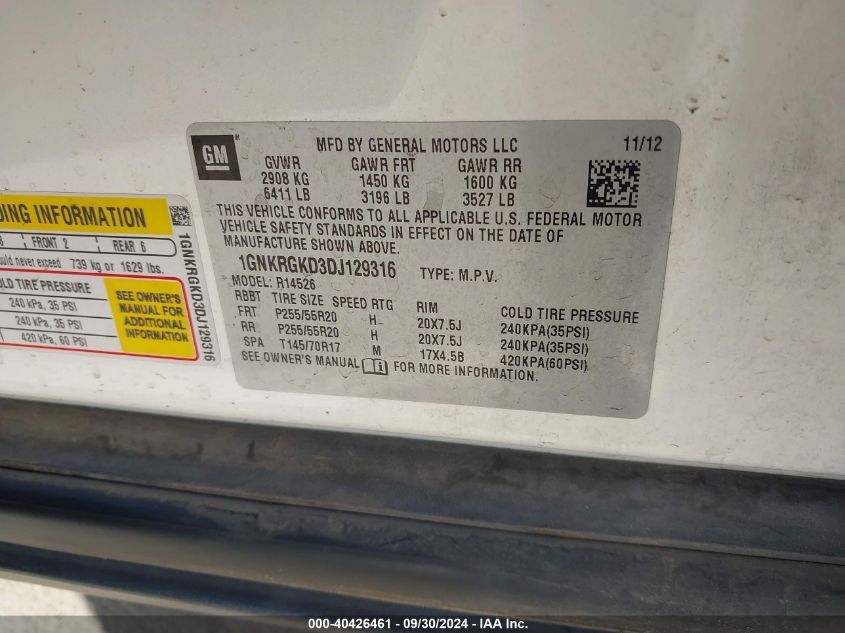 GM
MFD BY GENERAL MOTORS LLC 11/12
GVWR GAWR FRT GAWR RR
2908 KG 1450 KG 1600 KG
6411 LB 3196 LB 3527 LB
THIS VEHICLE CONFORMS TO ALL APPLICABLE U.S. FEDERAL MOTOR
VEHICLE SAFETY STANDARDS IN EFFECT ON THE DATE OF
MANUFACTURE SHOWN ABOVE.
1GNKRGKD3DJ129316 TYPE: M.P.V.
MODEL: R14526
RBBT TIRE SIZE SPEED RTG RIM COLD TIRE PRESSURE
FRT P255/55R20 H 20X7.5J 240KPA(35PSI)
RR P255/55R20 H 20X7.5J 240KPA(35PSI)
SPA T145/70R17 M 17X4.5B 420KPA(60PSI)
SEE OWNER'S MANUAL FOR MORE INFORMATION.
DING INFORMATION
FRONT 2 REAR 6
ould never exceed 739 kg or 1629 lbs.
LD TIRE PRESSURE
240 kPa, 35 PSI
240 kPa, 35 PSI
420 kPa, 60 PSI
SEE OWNER'S
MANUAL FOR
ADDITIONAL
INFORMATION
1GNKRGKD3DJ129316
000-40426461 - 09/30/2024 - IAA Inc.